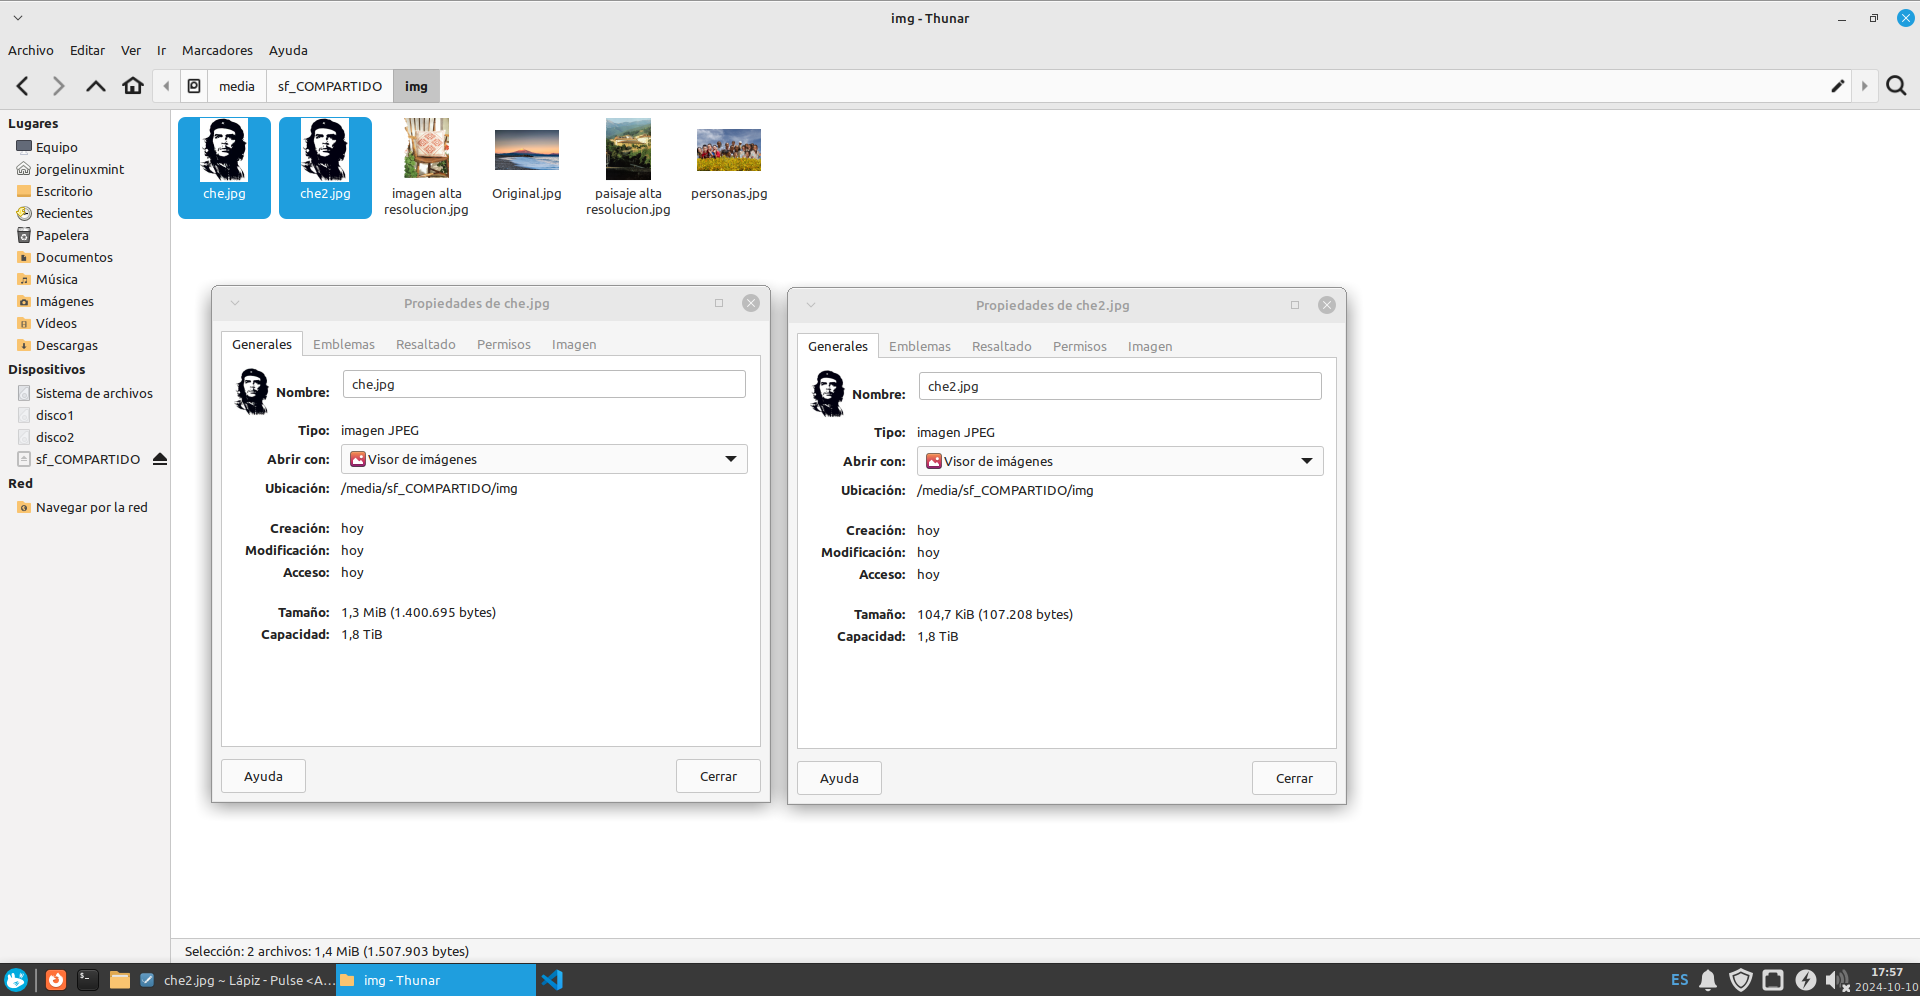 img - Thunar
Archivo Editar Ver Ir Marcadores Ayuda
media sf_COMPARTIDO img
Lugares
Equipo
jorgelinuxmint
Escritorio
Recientes
Papelera
Documentos
Música
Imágenes
Vídeos
Descargas
Dispositivos
Sistema de archivos
disco1
disco2
sf_COMPARTIDO
Red
Navegar por la red
che.jpg
che2.jpg
imagen alta
resolucion.jpg
Original.jpg
paisaje alta
resolucion.jpg
personas.jpg
Propiedades de che.jpg
Generales Emblemas Resaltado Permisos Imagen
Nombre: che.jpg
Tipo: imagen JPEG
Abrir con: Visor de imágenes
Ubicación: /media/sf_COMPARTIDO/img
Creación: hoy
Modificación: hoy
Acceso: hoy
Tamaño: 1,3 MiB (1.400.695 bytes)
Capacidad: 1,8 TiB
Ayuda Cerrar
Propiedades de che2.jpg
Generales Emblemas Resaltado Permisos Imagen
Nombre: che2.jpg
Tipo: imagen JPEG
Abrir con: Visor de imágenes
Ubicación: /media/sf_COMPARTIDO/img
Creación: hoy
Modificación: hoy
Acceso: hoy
Tamaño: 104,7 KiB (107.208 bytes)
Capacidad: 1,8 TiB
Ayuda Cerrar
Selección: 2 archivos: 1,4 MiB (1.507.903 bytes)
che2.jpg ~ Lápiz - Pulse <A...
img - Thunar
ES
17:57
2024-10-10